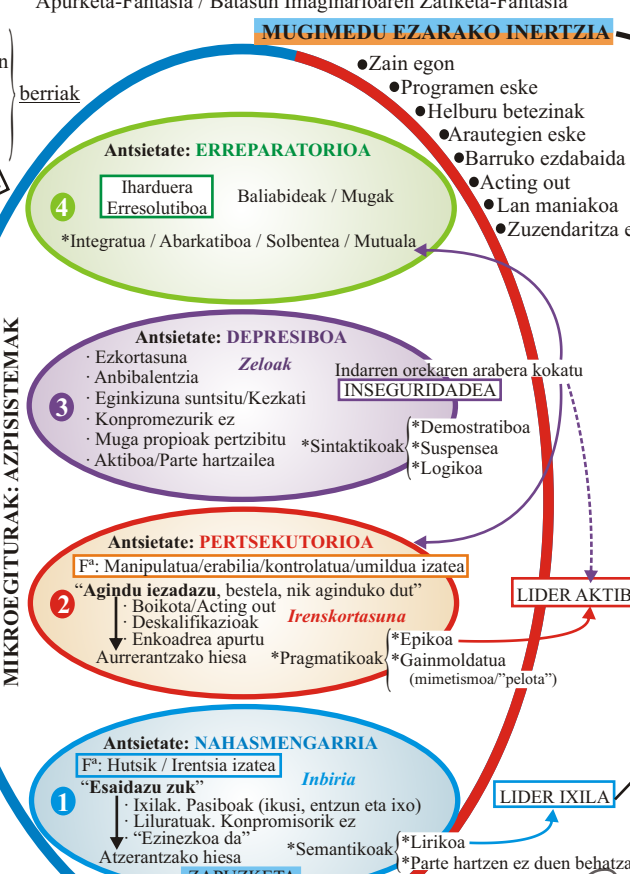 Apurketa-Fantasia / Batasun Imaginarioaren Zatiketa-Fantasia
MUGIMEDU EZARAKO INERTZIA
n
berriak
●Zain egon
●Programen eske
●Helburu betezinak
●Arautegien eske
●Barruko ezdabaida
●Acting out
●Lan maniakoa
●Zuzendaritza e
MIKROEGITURAK: AZPISISTEMAK
Antsietate: ERREPARATORIOA
4
Iharduera
Erresolutiboa
Baliabideak / Mugak
*Integratua / Abarkatiboa / Solbentea / Mutuala
Antsietate: DEPRESIBOA
3
· Ezkortasuna
· Anbibalentzia
· Eginkizuna suntsitu/Kezkati
· Konpromezurik ez
· Muga propioak pertzibitu
· Aktiboa/Parte hartzailea
Zeloak
Indarren orekaren arabera kokatu
INSEGURIDADEA
*Sintaktikoak
*Demostratiboa
*Suspensea
*Logikoa
Antsietate: PERTSEKUTORIOA
Fª: Manipulatua/erabilia/kontrolatua/umildua izatea
2
“Agindu iezadazu, bestela, nik aginduko dut”
· Boikota/Acting out
· Deskalifikazioak
· Enkoadrea apurtu
Aurrerantzako hiesa
Irenskortasuna
*Pragmatikoak
*Epikoa
*Gainmoldatua
(mimetismoa/”pelota”)
LIDER AKTIB
Antsietate: NAHASMENGARRIA
Fª: Hutsik / Irentsia izatea
1
“Esaidazu zuk”
Inbiria
· Ixilak. Pasiboak (ikusi, entzun eta ixo)
· Liluratuak. Konpromisorik ez
· “Ezinezkoa da”
Atzerantzako hiesa
*Semantikoak
*Lirikoa
*Parte hartzen ez duen behatza
LIDER IXILA
ZAPUZKETA